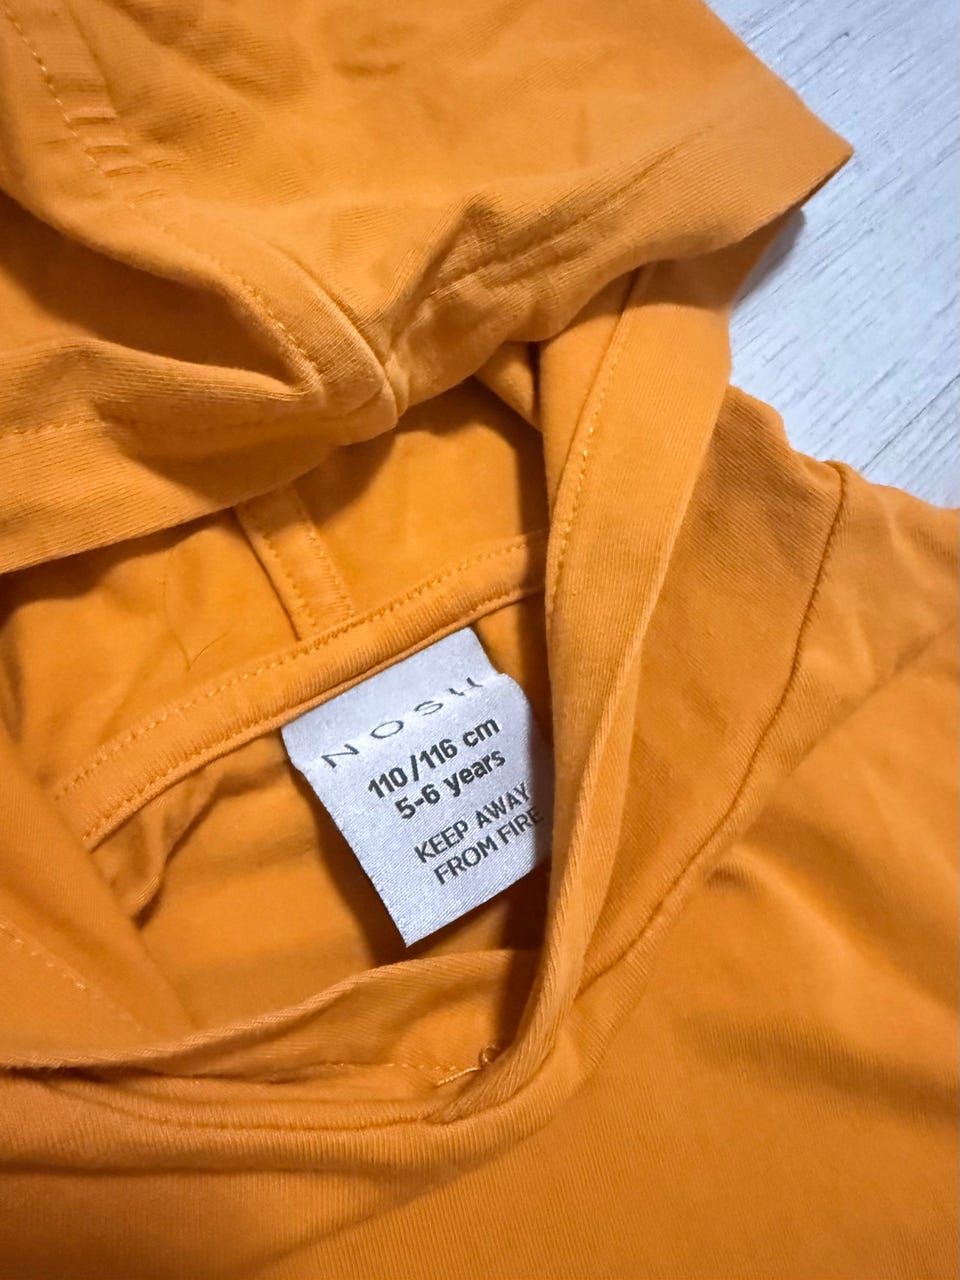 NOSH
110/116 cm
5-6 years
KEEP AWAY
FROM FIRE